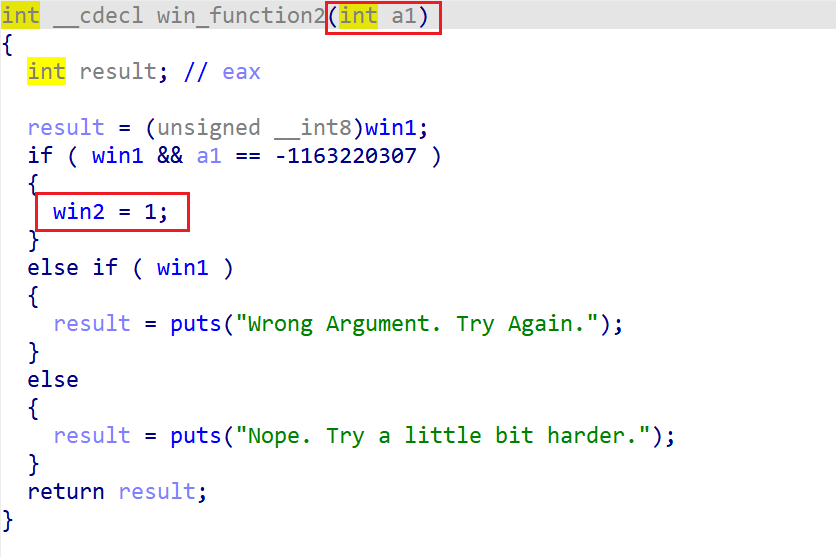 int __cdecl win_function2(int a1)
{
int result; // eax
result = (unsigned __int8)win1;
if ( win1 && a1 == -1163220307 )
{
win2 = 1;
}
else if ( win1 )
{
result = puts("Wrong Argument. Try Again.");
}
else
{
result = puts("Nope. Try a little bit harder.");
}
return result;
}